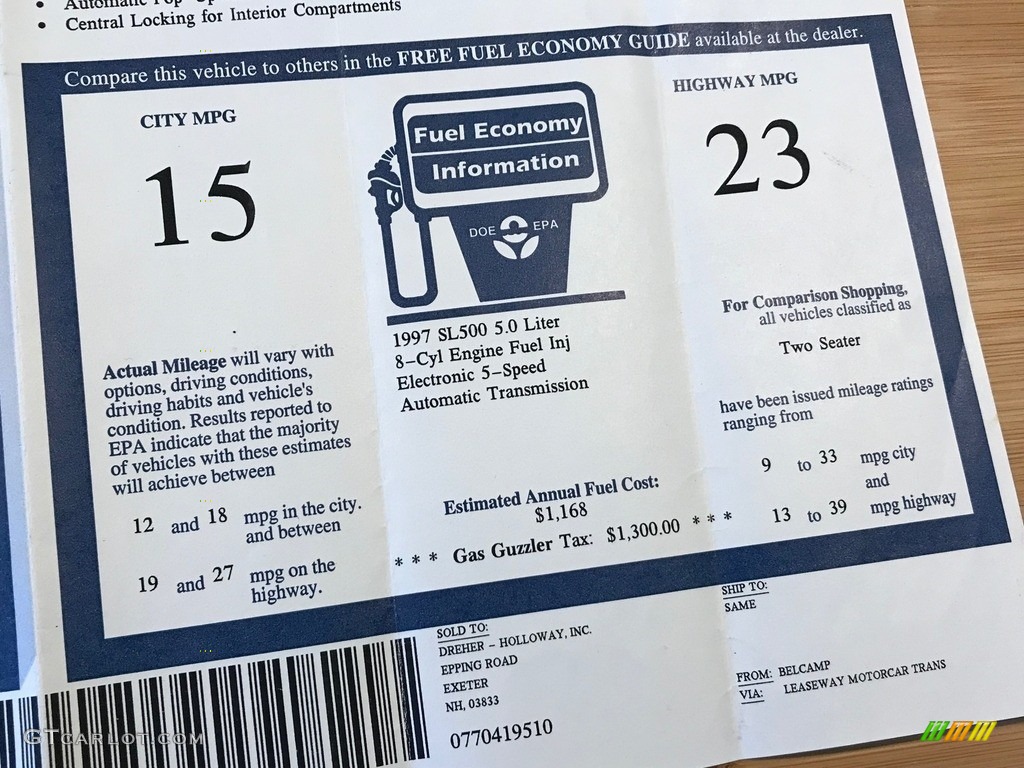 • Automatic Pop-Up
• Central Locking for Interior Compartments
Compare this vehicle to others in the FREE FUEL ECONOMY GUIDE available at the dealer.
CITY MPG
15
Fuel Economy
Information
DOE EPA
HIGHWAY MPG
23
Actual Mileage will vary with
options, driving conditions,
driving habits and vehicle's
condition. Results reported to
EPA indicate that the majority
of vehicles with these estimates
will achieve between
12 and 18 mpg in the city.
and between
19 and 27 mpg on the
highway.
1997 SL500 5.0 Liter
8-Cyl Engine Fuel Inj
Electronic 5-Speed
Automatic Transmission
Estimated Annual Fuel Cost:
$1,168
* * * Gas Guzzler Tax: $1,300.00 * * *
For Comparison Shopping,
all vehicles classified as
Two Seater
have been issued mileage ratings
ranging from
9 to 33 mpg city
and
13 to 39 mpg highway
SOLD TO:
DREHER - HOLLOWAY, INC.
EPPING ROAD
EXETER
NH, 03833
0770419510
SHIP TO:
SAME
FROM: BELCAMP
VIA: LEASEWAY MOTORCAR TRANS
GTcarlot.com